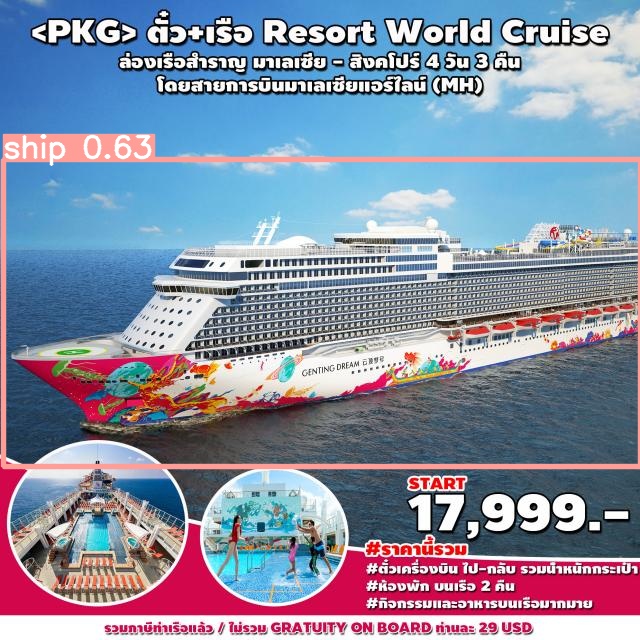 <PKG> ตั๋ว+เรือ Resort World Cruise
ล่องเรือสำราญ มาเลเซีย - สิงคโปร์ 4 วัน 3 คืน
โดยสายการบินมาเลเซียแอร์ไลน์ (MH)
ship 0.63
GENTING DREAM 云顶梦号
START
17,999.-
#ราคานี้รวม
#ตั๋วเครื่องบิน ไป-กลับ รวมน้ำหนักกระเป๋า
#ห้องพัก บนเรือ 2 คืน
#กิจกรรมและอาหารบนเรือมากมาย
รวมภาษีท่าเรือแล้ว / ไม่รวม GRATUITY ON BOARD ท่านละ 29 USD